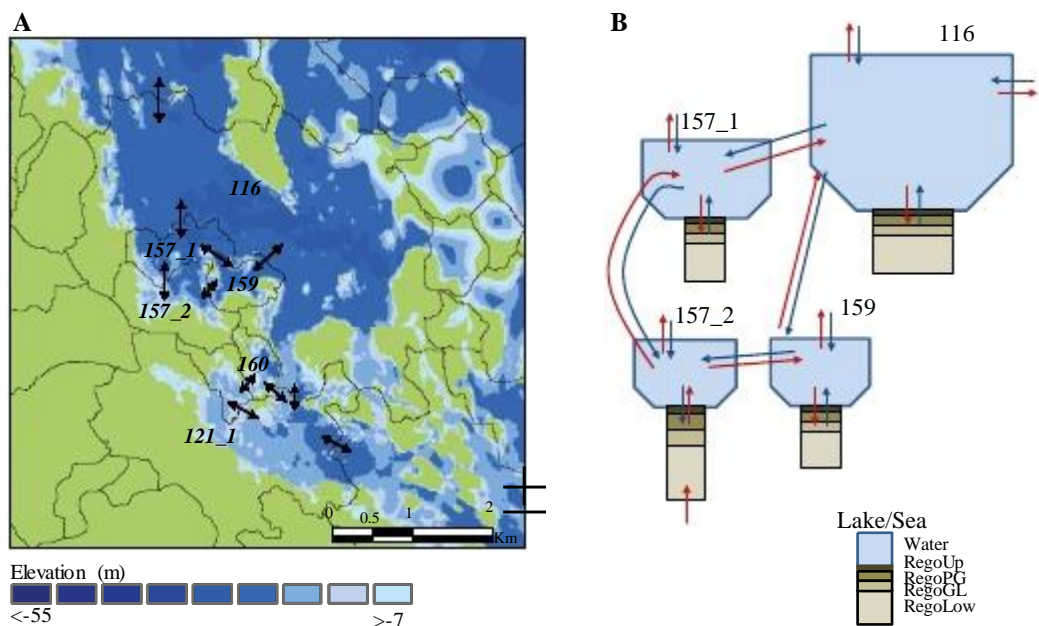 A
116
157_1
159
157_2
160
121_1
0
0.5
1
2
Km
Elevation (m)
<-55
>-7
B
116
157_1
157_2
159
Lake/Sea
Water
RegoUp
RegoPG
RegoGL
RegoLow